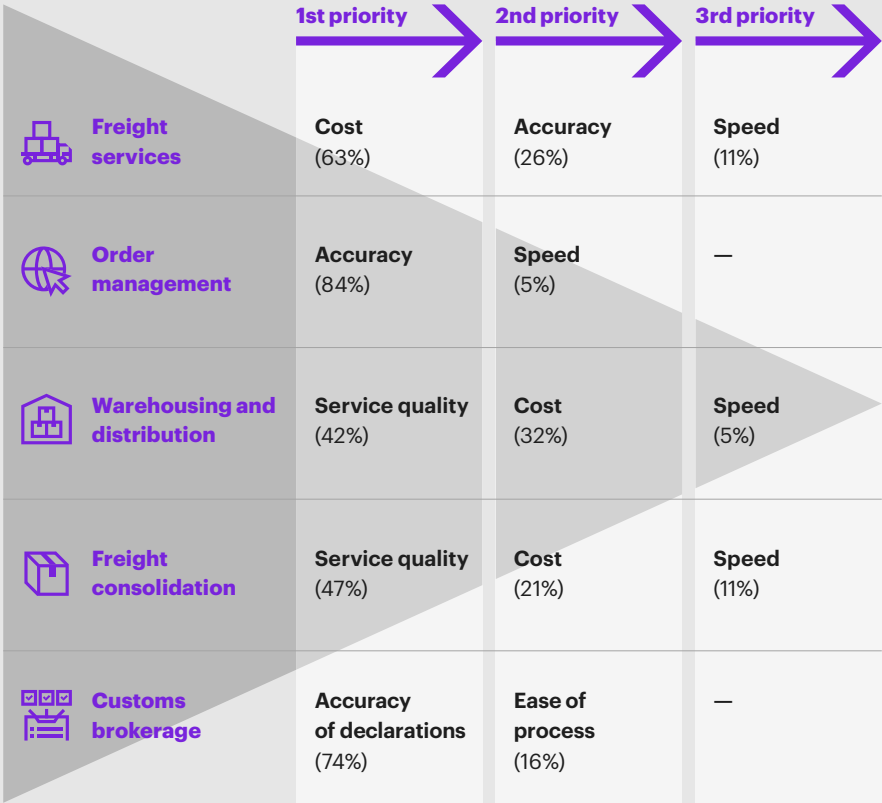 1st priority
2nd priority
3rd priority
Freight
services
Cost
(63%)
Accuracy
(26%)
Speed
(11%)
Order
management
Accuracy
(84%)
Speed
(5%)
—
Warehousing and
distribution
Service quality
(42%)
Cost
(32%)
Speed
(5%)
Freight
consolidation
Service quality
(47%)
Cost
(21%)
Speed
(11%)
Customs
brokerage
Accuracy
of declarations
(74%)
Ease of
process
(16%)
—